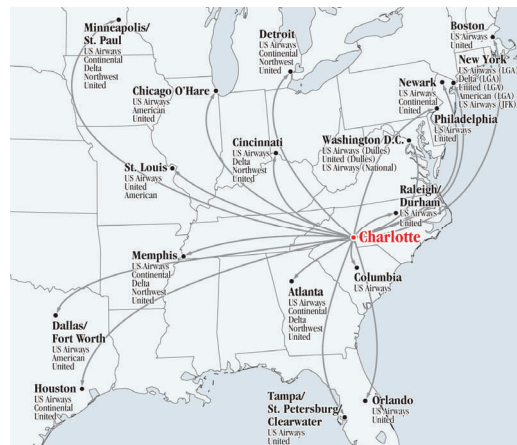 Minneapolis/
St. Paul
US Airways
Continental
Delta
Northwest
United
Detroit
US Airways
Continental
Delta
Northwest
United
Boston
US Airways
United
New York
US Airways (LGA)
Delta (LGA)
United (LGA)
American (LGA)
US Airways (JFK)
Chicago O'Hare
US Airways
American
United
Newark
US Airways
Continental
United
Philadelphia
US Airways
United
Cincinnati
US Airways
Delta
Northwest
United
Washington D.C.
US Airways (Dulles)
United (Dulles)
US Airways (National)
St. Louis
US Airways
United
American
Raleigh/
Durham
US Airways
United
Charlotte
Memphis
US Airways
Continental
Delta
Northwest
United
Columbia
US Airways
Atlanta
US Airways
Continental
Delta
Northwest
United
Dallas/
Fort Worth
US Airways
American
United
Houston
US Airways
Continental
United
Tampa/
St. Petersburg/
Clearwater
US Airways
United
Orlando
US Airways
United